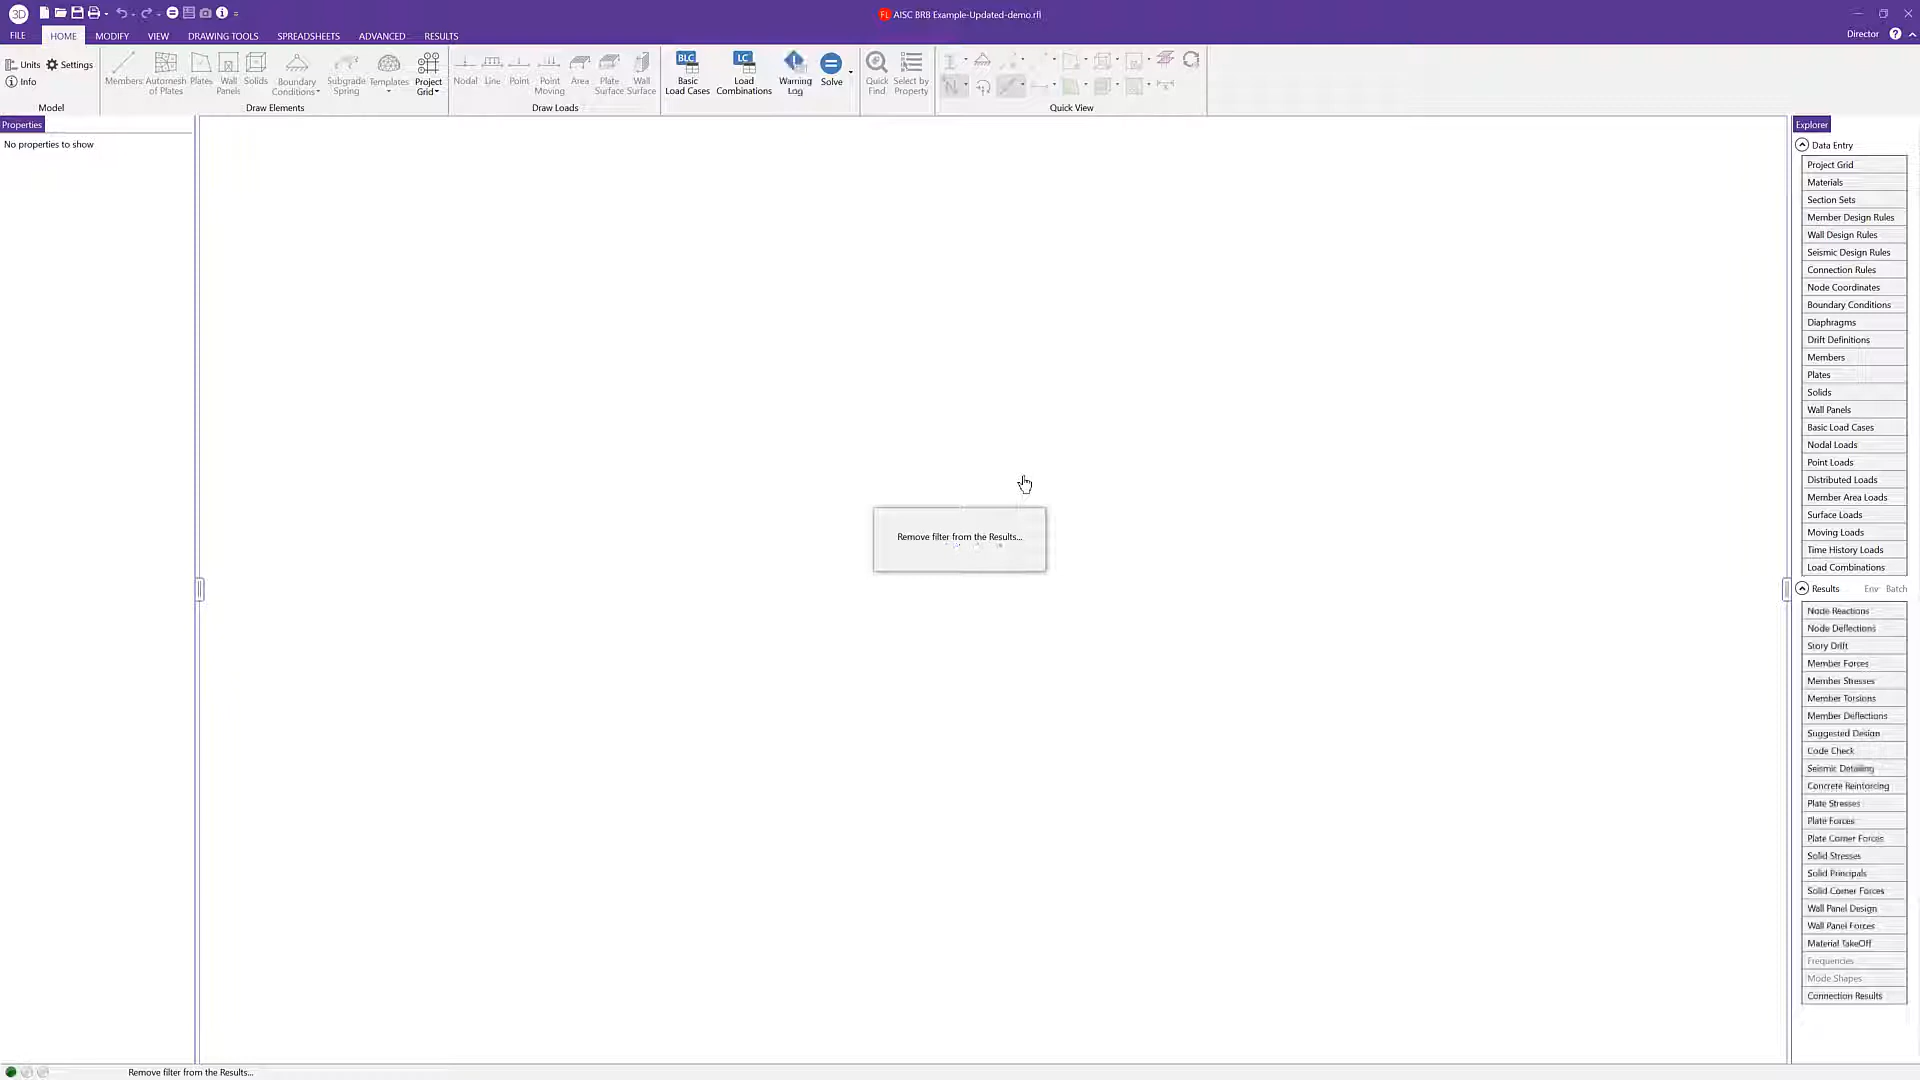 3D
FL AISC BRB Example-Updated-demo.rfl
FILE HOME MODIFY VIEW DRAWING TOOLS SPREADSHEETS ADVANCED RESULTS
Director
Units Settings
Info
Model
Members
Automesh of Plates
Plates
Wall Panels
Solids
Boundary Conditions
Subgrade Spring
Templates
Project Grid
Draw Elements
Nodal
Line
Point
Point Moving
Area
Plate Surface
Wall Surface
Draw Loads
BLC
Basic Load Cases
LC
Load Combinations
Warning Log
Solve
Quick Find
Select by Property
Quick View
Properties
No properties to show
Remove filter from the Results...
Explorer
Data Entry
Project Grid
Materials
Section Sets
Member Design Rules
Wall Design Rules
Seismic Design Rules
Connection Rules
Node Coordinates
Boundary Conditions
Diaphragms
Drift Definitions
Members
Plates
Solids
Wall Panels
Basic Load Cases
Nodal Loads
Point Loads
Distributed Loads
Member Area Loads
Surface Loads
Moving Loads
Time History Loads
Load Combinations
Results Env Batch
Node Reactions
Node Deflections
Story Drift
Member Forces
Member Stresses
Member Torsions
Member Deflections
Suggested Design
Code Check
Seismic Detailing
Concrete Reinforcing
Plate Stresses
Plate Forces
Plate Corner Forces
Solid Stresses
Solid Principals
Solid Corner Forces
Wall Panel Design
Wall Panel Forces
Material TakeOff
Frequencies
Mode Shapes
Connection Results
Remove filter from the Results...